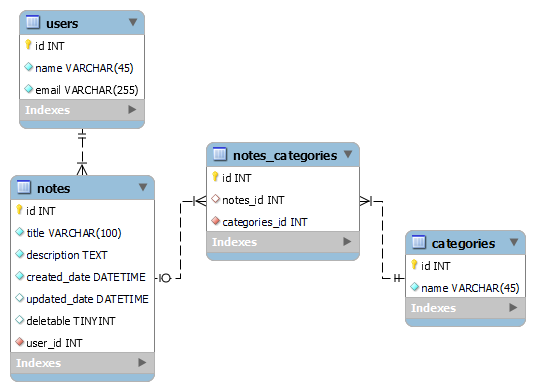 users
id INT
name VARCHAR(45)
email VARCHAR(255)
Indexes
notes
id INT
title VARCHAR(100)
description TEXT
created_date DATETIME
updated_date DATETIME
deletable TINYINT
user_id INT
Indexes
notes_categories
id INT
notes_id INT
categories_id INT
Indexes
categories
id INT
name VARCHAR(45)
Indexes